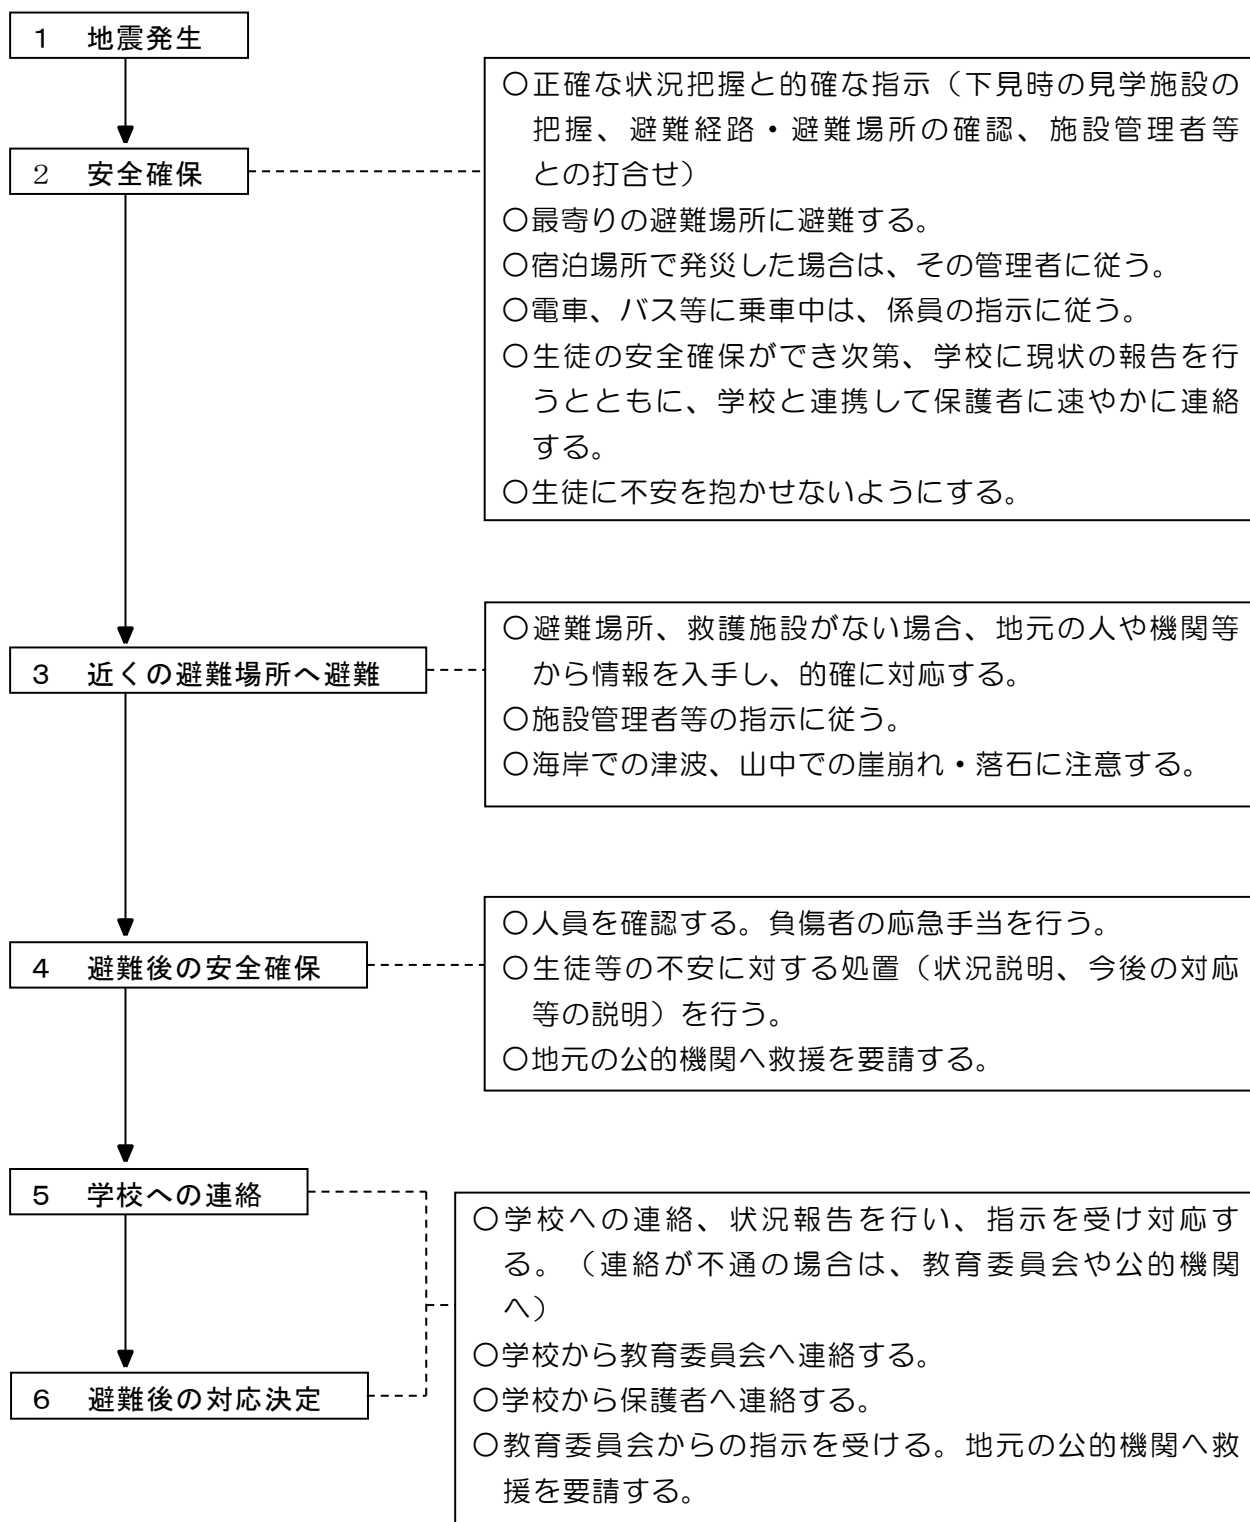 １　地震発生
２　安全確保
〇正確な状況把握と的確な指示（下見時の見学施設の
把握、避難経路・避難場所の確認、施設管理者等
との打合せ）
〇最寄りの避難場所に避難する。
〇宿泊場所で発災した場合は、その管理者に従う。
〇電車、バス等に乗車中は、係員の指示に従う。
〇生徒の安全確保ができ次第、学校に現状の報告を行
うとともに、学校と連携して保護者に速やかに連絡
する。
〇生徒に不安を抱かせないようにする。
３　近くの避難場所へ避難
〇避難場所、救護施設がない場合、地元の人や機関等
から情報を入手し、的確に対応する。
〇施設管理者等の指示に従う。
〇海岸での津波、山中での崖崩れ・落石に注意する。
４　避難後の安全確保
〇人員を確認する。負傷者の応急手当を行う。
〇生徒等の不安に対する処置（状況説明、今後の対応
等の説明）を行う。
〇地元の公的機関へ救援を要請する。
５　学校への連絡
６　避難後の対応決定
〇学校への連絡、状況報告を行い、指示を受け対応す
る。（連絡が不通の場合は、教育委員会や公的機関
へ）
〇学校から教育委員会へ連絡する。
〇学校から保護者へ連絡する。
〇教育委員会からの指示を受ける。地元の公的機関へ救
援を要請する。